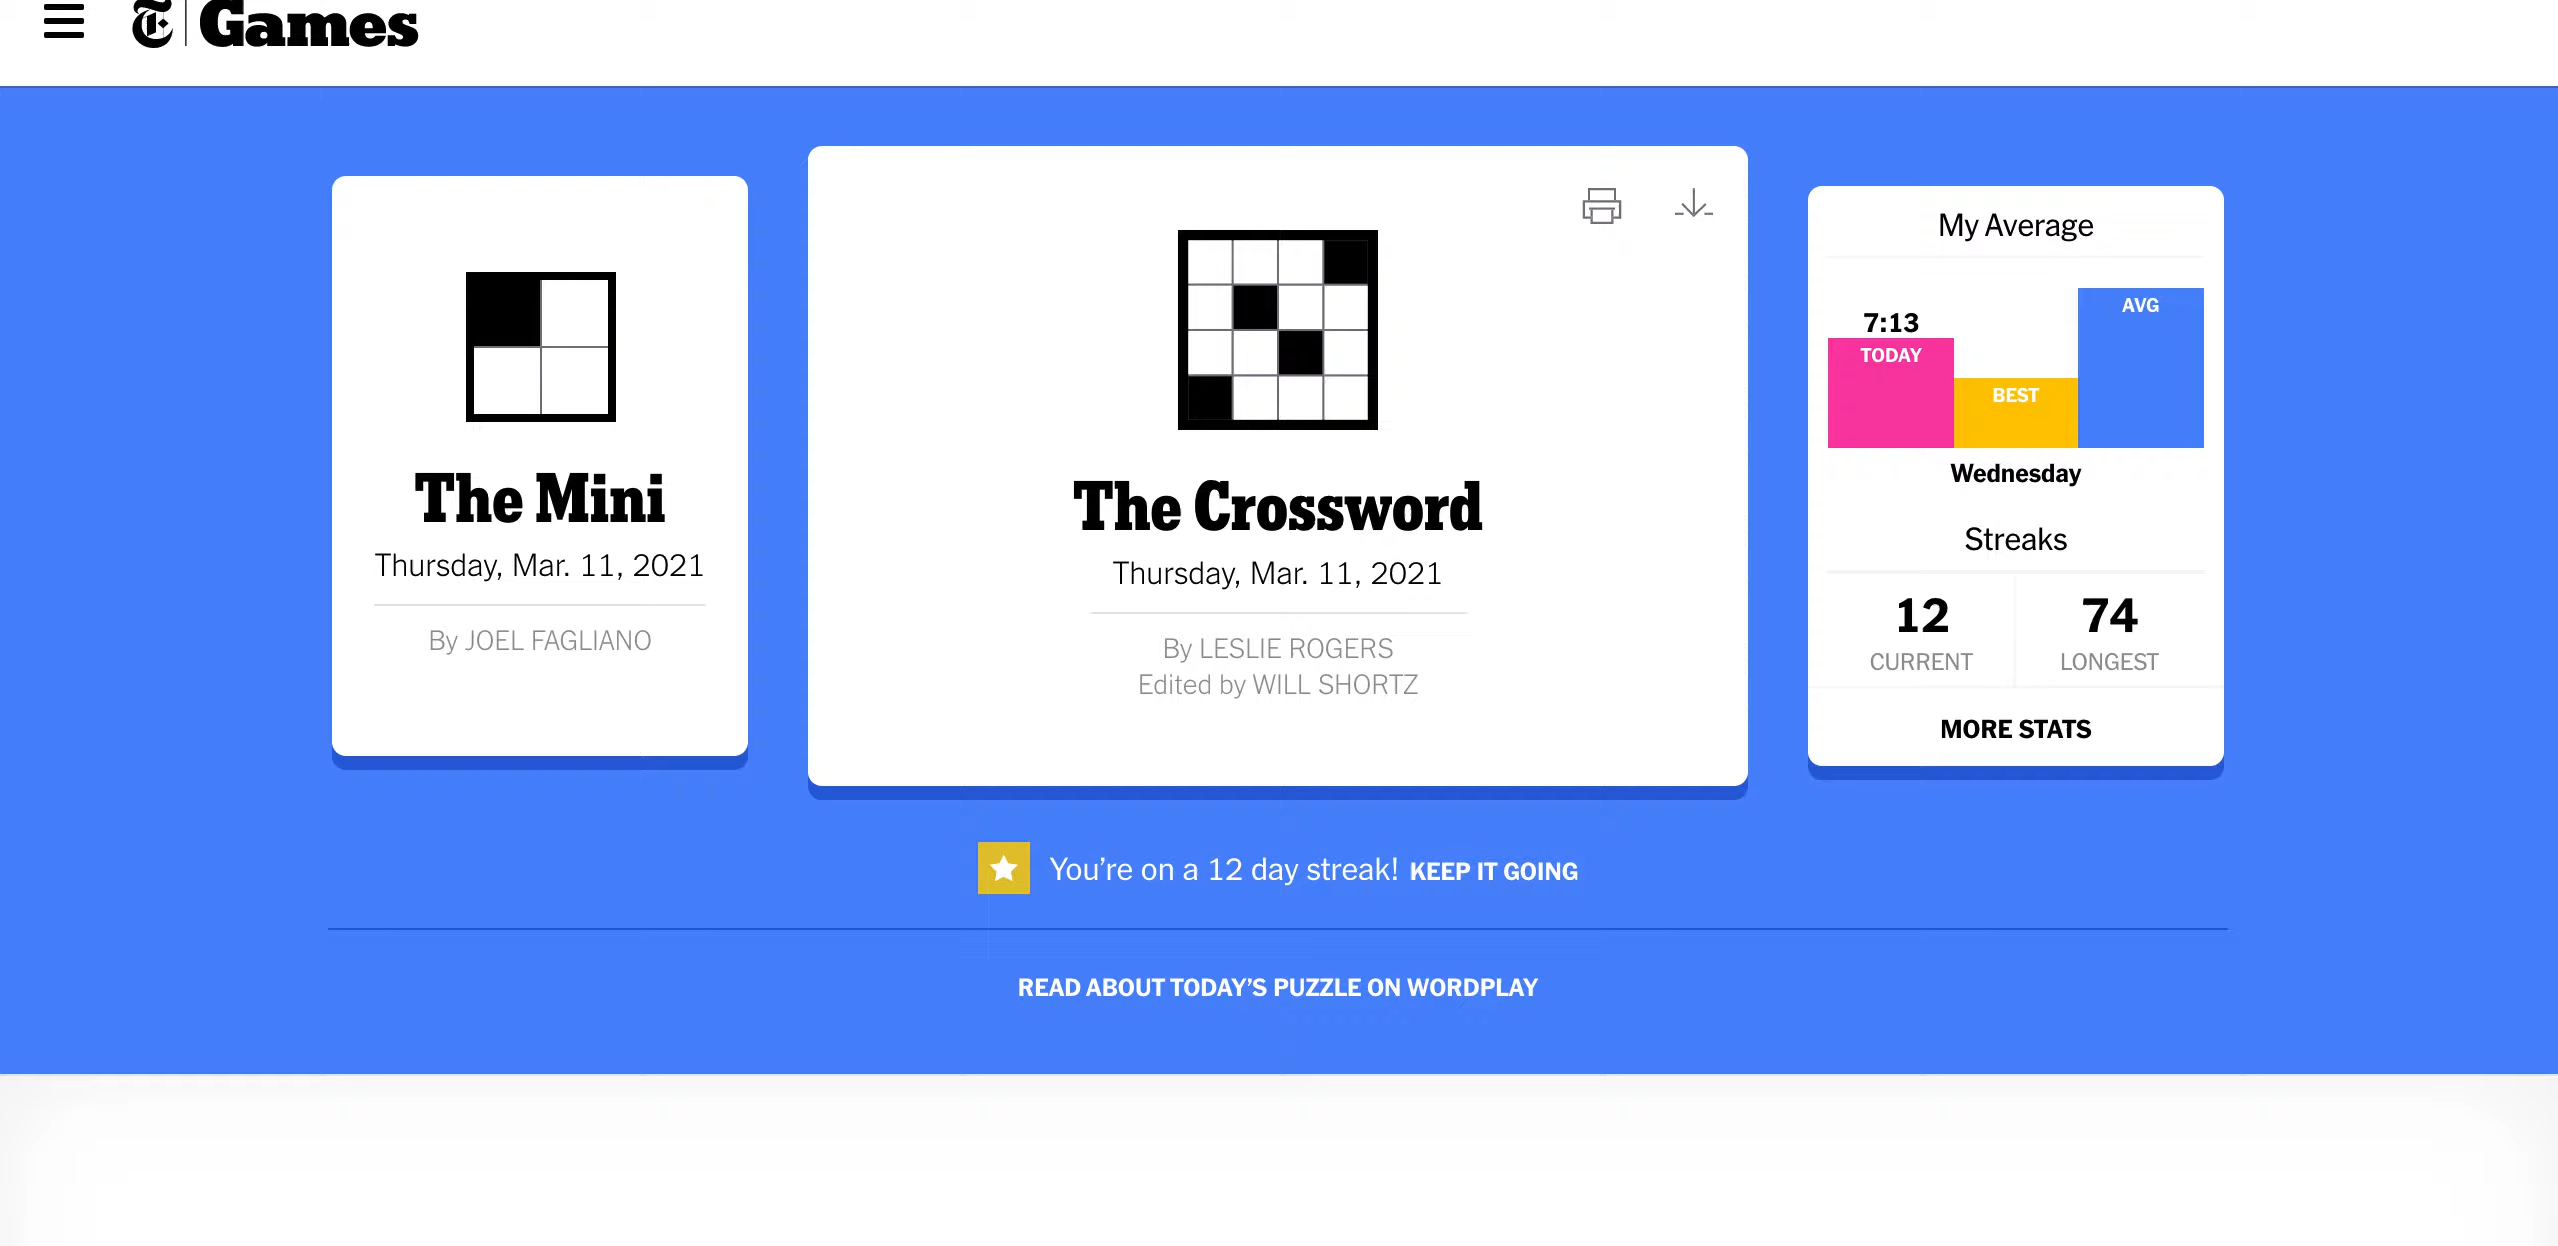 T Games
The Mini
Thursday, Mar. 11, 2021
By JOEL FAGLIANO
The Crossword
Thursday, Mar. 11, 2021
By LESLIE ROGERS
Edited by WILL SHORTZ
My Average
7:13
TODAY
BEST
AVG
Wednesday
Streaks
12
CURRENT
74
LONGEST
MORE STATS
You’re on a 12 day streak! KEEP IT GOING
READ ABOUT TODAY’S PUZZLE ON WORDPLAY